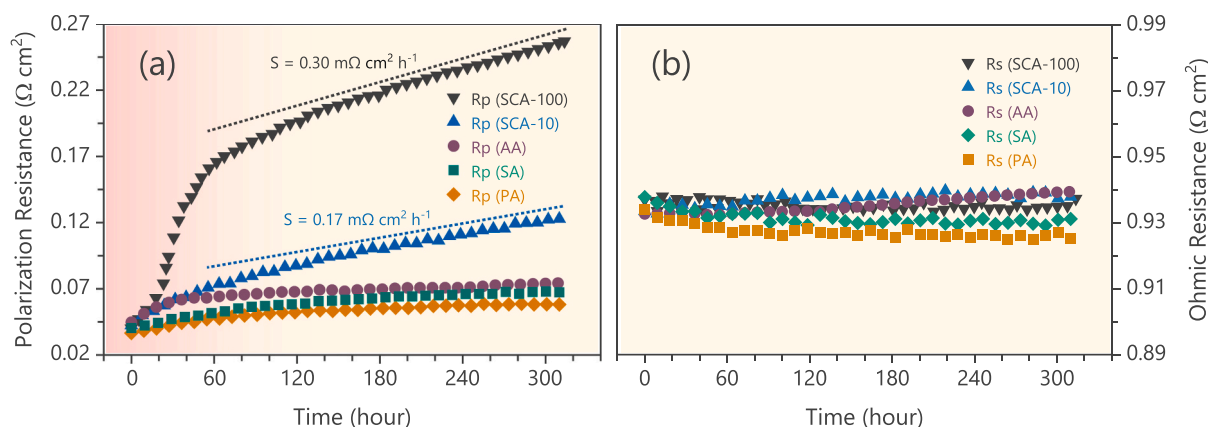 (a)
Polarization Resistance (Ω cm²)
0.27
0.22
0.17
0.12
0.07
0.02
S = 0.30 mΩ cm² h⁻¹
Rp (SCA-100)
Rp (SCA-10)
Rp (AA)
Rp (SA)
Rp (PA)
S = 0.17 mΩ cm² h⁻¹
0 60 120 180 240 300
Time (hour)
(b)
Rs (SCA-100)
Rs (SCA-10)
Rs (AA)
Rs (SA)
Rs (PA)
0.99
0.97
0.95
0.93
0.91
0.89
Ohmic Resistance (Ω cm²)
0 60 120 180 240 300
Time (hour)